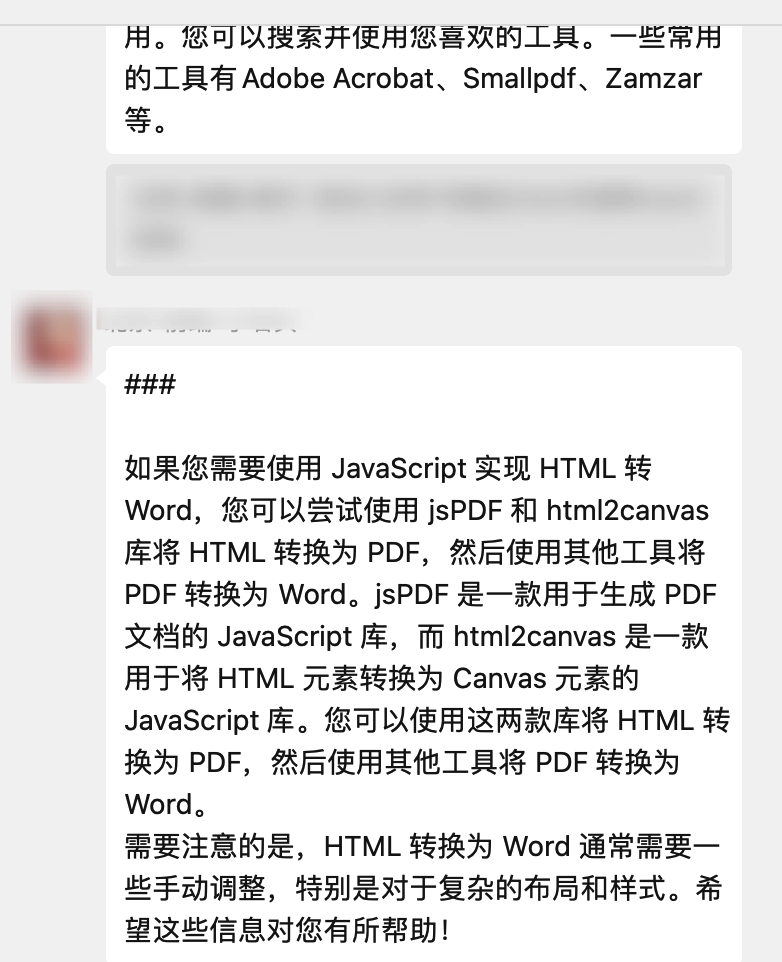 用。您可以搜索并使用您喜欢的工具。一些常用
的工具有Adobe Acrobat、Smallpdf、Zamzar
等。
###
如果您需要使用 JavaScript 实现 HTML 转
Word，您可以尝试使用 jsPDF 和 html2canvas
库将 HTML 转换为 PDF，然后使用其他工具将
PDF 转换为 Word。jsPDF 是一款用于生成 PDF
文档的 JavaScript 库，而 html2canvas 是一款
用于将 HTML 元素转换为 Canvas 元素的
JavaScript 库。您可以使用这两款库将 HTML 转
换为 PDF，然后使用其他工具将 PDF 转换为
Word。
需要注意的是，HTML 转换为 Word 通常需要一
些手动调整，特别是对于复杂的布局和样式。希
望这些信息对您有所帮助！